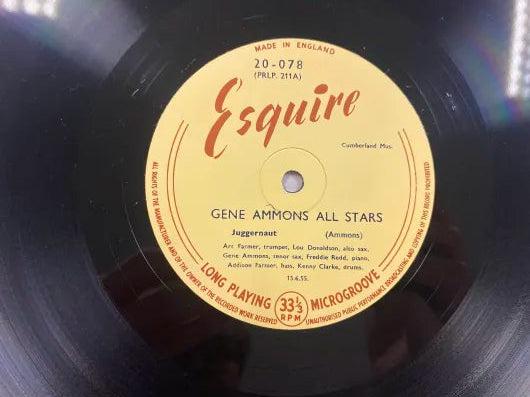 MADE IN ENGLAND
20-078
(PRLP. 211A)
Esquire
Cumberland Mus.
GENE AMMONS ALL STARS
Juggernaut (Ammons)
Art Farmer, trumpet, Lou Donaldson, alto sax,
Gene Ammons, tenor sax, Freddie Redd, piano,
Addison Farmer, bass, Kenny Clarke, drums.
15.6.55.
LONG PLAYING 33⅓ RPM MICROGROOVE
ALL RIGHTS OF THE MANUFACTURER AND OF THE OWNER OF THE RECORDED WORK RESERVED
UNAUTHORISED PUBLIC PERFORMANCE BROADCASTING AND COPYING OF THIS RECORD PROHIBITED